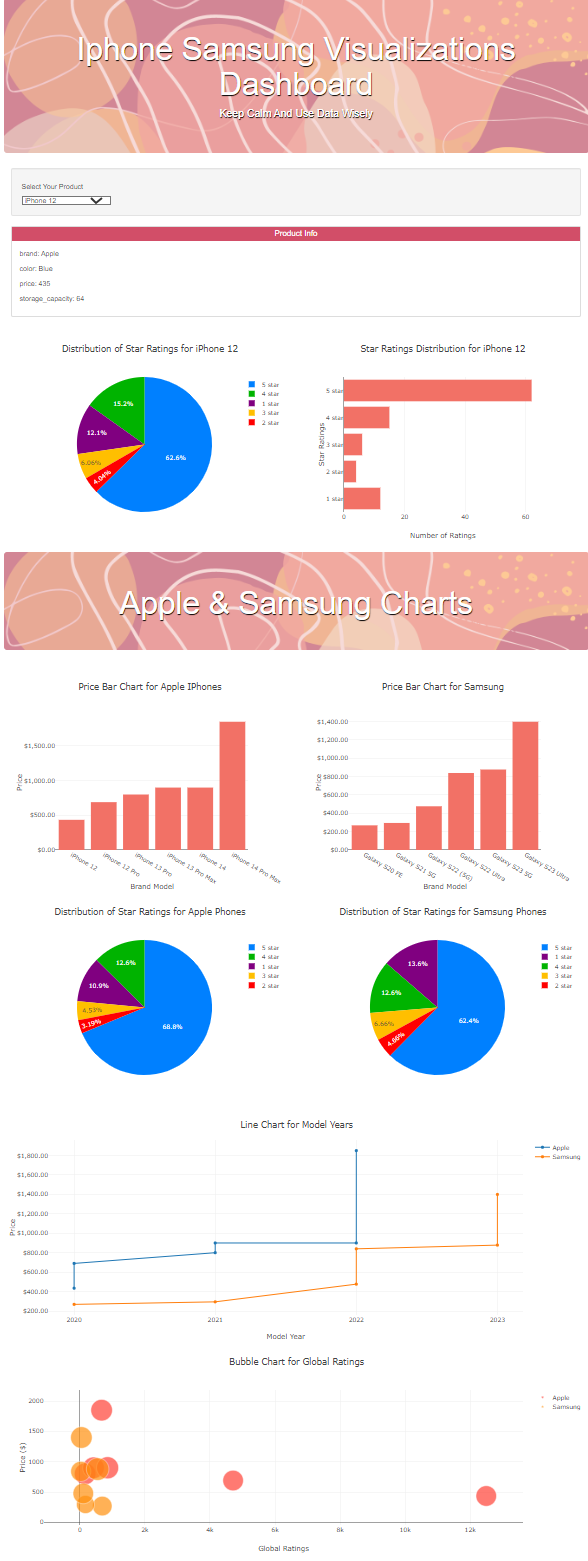 Iphone Samsung Visualizations
Dashboard
Keep Calm And Use Data Wisely
Select Your Product
iPhone 12
Product Info
brand: Apple
color: Blue
price: 435
storage_capacity: 64
Distribution of Star Ratings for iPhone 12
62.6%
15.2%
12.1%
6.06%
4.04%
5 star
4 star
1 star
3 star
2 star
Star Ratings Distribution for iPhone 12
Star Ratings
5 star
4 star
3 star
2 star
1 star
0 20 40 60
Number of Ratings
Apple & Samsung Charts
Price Bar Chart for Apple IPhones
Price
$1,500.00
$1,000.00
$500.00
$0.00
iPhone 12
iPhone 12 Pro
iPhone 13 Pro
iPhone 13 Pro Max
iPhone 14
iPhone 14 Pro Max
Brand Model
Price Bar Chart for Samsung
Price
$1,400.00
$1,200.00
$1,000.00
$800.00
$600.00
$400.00
$200.00
$0.00
Galaxy S20 FE
Galaxy S21 5G
Galaxy S22 (5G)
Galaxy S22 Ultra
Galaxy S23 5G
Galaxy S23 Ultra
Brand Model
Distribution of Star Ratings for Apple Phones
68.8%
12.6%
10.9%
4.53%
3.19%
5 star
4 star
1 star
3 star
2 star
Distribution of Star Ratings for Samsung Phones
62.4%
13.6%
12.6%
6.66%
4.66%
5 star
1 star
4 star
3 star
2 star
Line Chart for Model Years
Price
$1,800.00
$1,600.00
$1,400.00
$1,200.00
$1,000.00
$800.00
$600.00
$400.00
$200.00
2020 2021 2022 2023
Model Year
Apple
Samsung
Bubble Chart for Global Ratings
Price ($)
2000
1500
1000
500
0
0 2k 4k 6k 8k 10k 12k
Global Ratings
Apple
Samsung